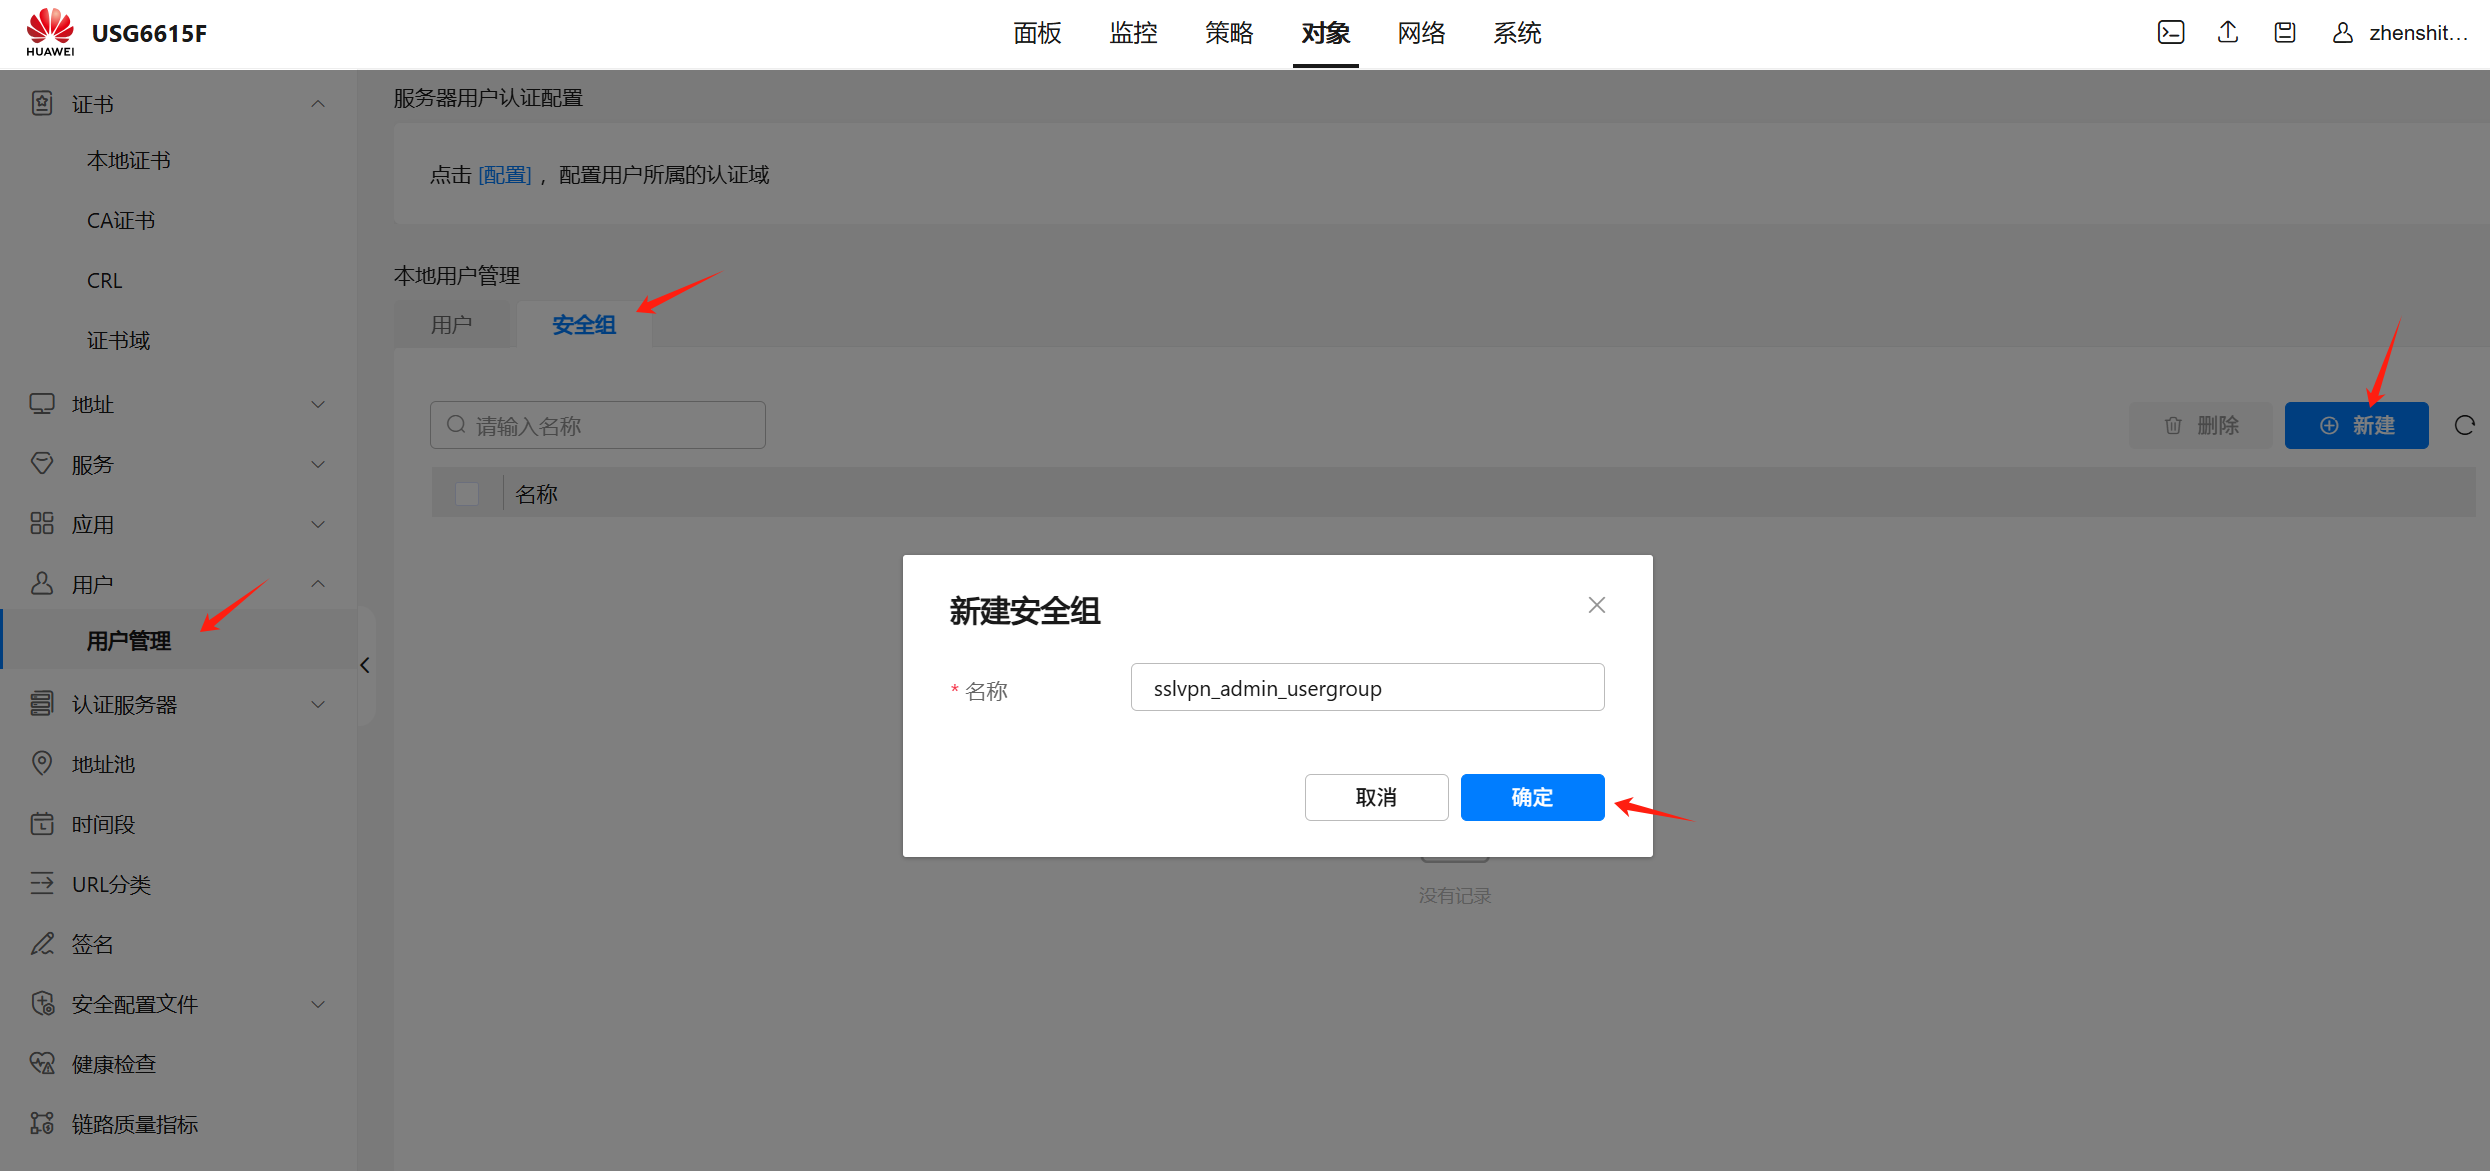 HUAWEI
USG6615F
面板
监控
策略
对象
网络
系统
zhenshit...
证书
本地证书
CA证书
CRL
证书域
地址
服务
应用
用户
用户管理
认证服务器
地址池
时间段
URL分类
签名
安全配置文件
健康检查
链路质量指标
服务器用户认证配置
点击 [配置] ，配置用户所属的认证域
本地用户管理
用户
安全组
请输入名称
删除
新建
名称
新建安全组
* 名称
sslvpn_admin_usergroup
取消
确定
没有记录